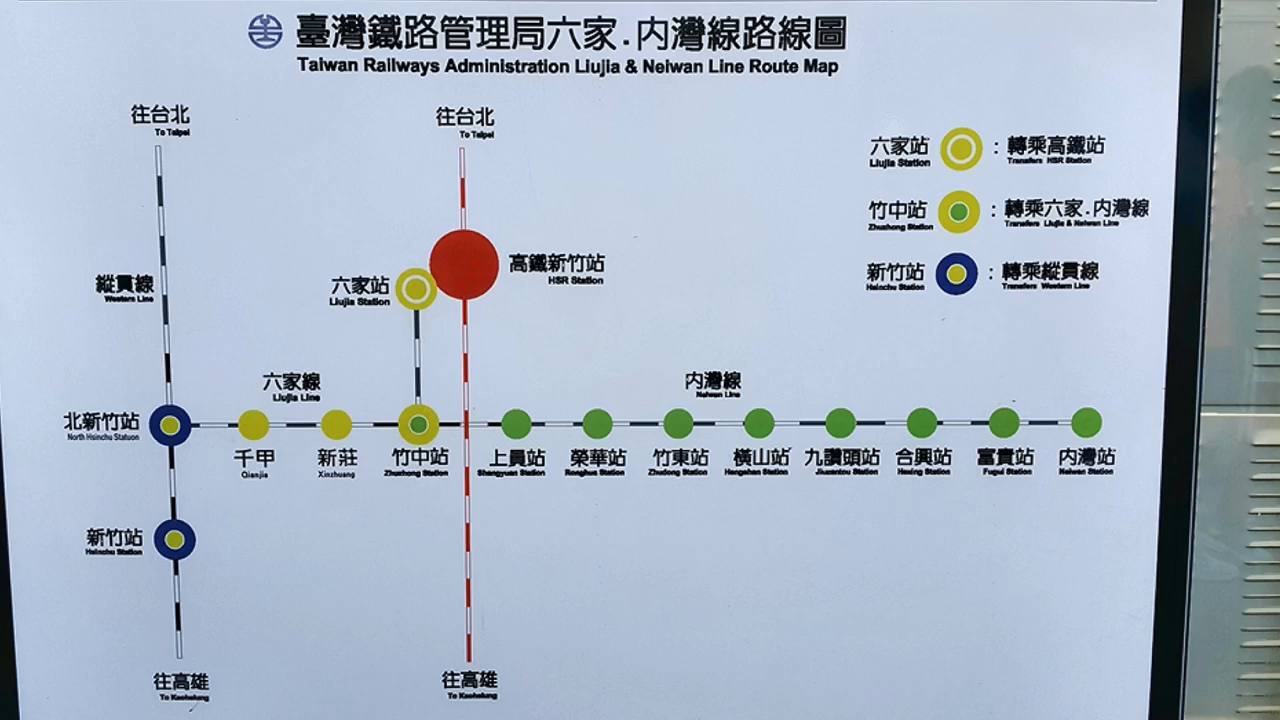 臺灣鐵路管理局六家.內灣線路線圖
Taiwan Railways Administration Liujia & Neiwan Line Route Map
往台北
To Taipei
往台北
To Taipei
六家站
Liujia Station
：轉乘高鐵站
Transfers HSR Station
竹中站
Zhuzhong Station
：轉乘六家.內灣線
Transfers Liujia & Neiwan Line
新竹站
Hsinchu Station
：轉乘縱貫線
Transfers Western Line
高鐵新竹站
HSR Station
六家站
Liujia Station
縱貫線
Western Line
六家線
Liujia Line
內灣線
Neiwan Line
北新竹站
North Hsinchu Statuon
千甲
Qianjia
新莊
Xinzhuang
竹中站
Zhuzhong Station
上員站
Shangyuan Station
榮華站
Ronghua Station
竹東站
Zhudong Station
橫山站
Hengshan Station
九讚頭站
Jiuzantou Station
合興站
Hexing Station
富貴站
Fugui Station
內灣站
Neiwan Station
新竹站
Hsinchu Station
往高雄
To Kaohsiung
往高雄
To Kaohsiung